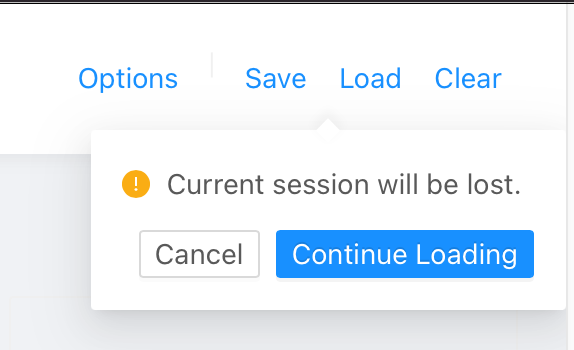 Options Save Load Clear
Current session will be lost.
Cancel Continue Loading